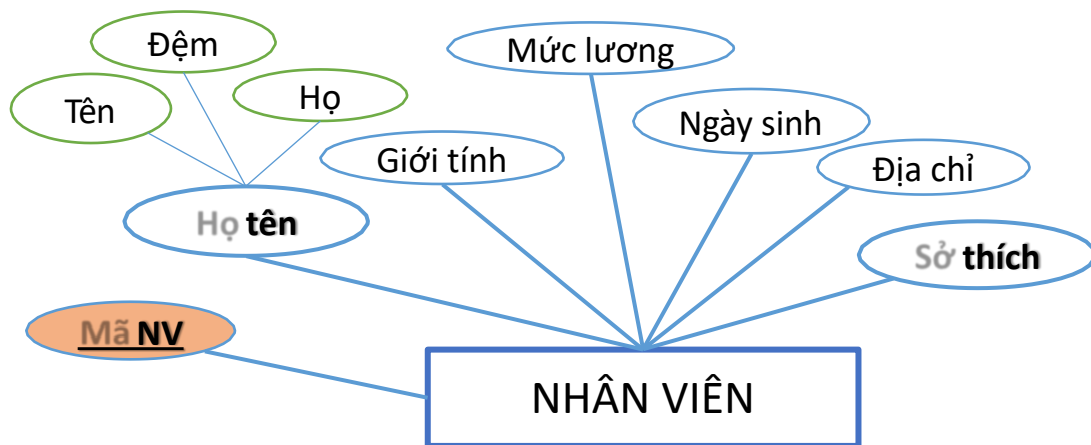 Đệm
Mức lương
Tên
Họ
Ngày sinh
Giới tính
Địa chỉ
Họ tên
Sở thích
Mã NV
NHÂN VIÊN